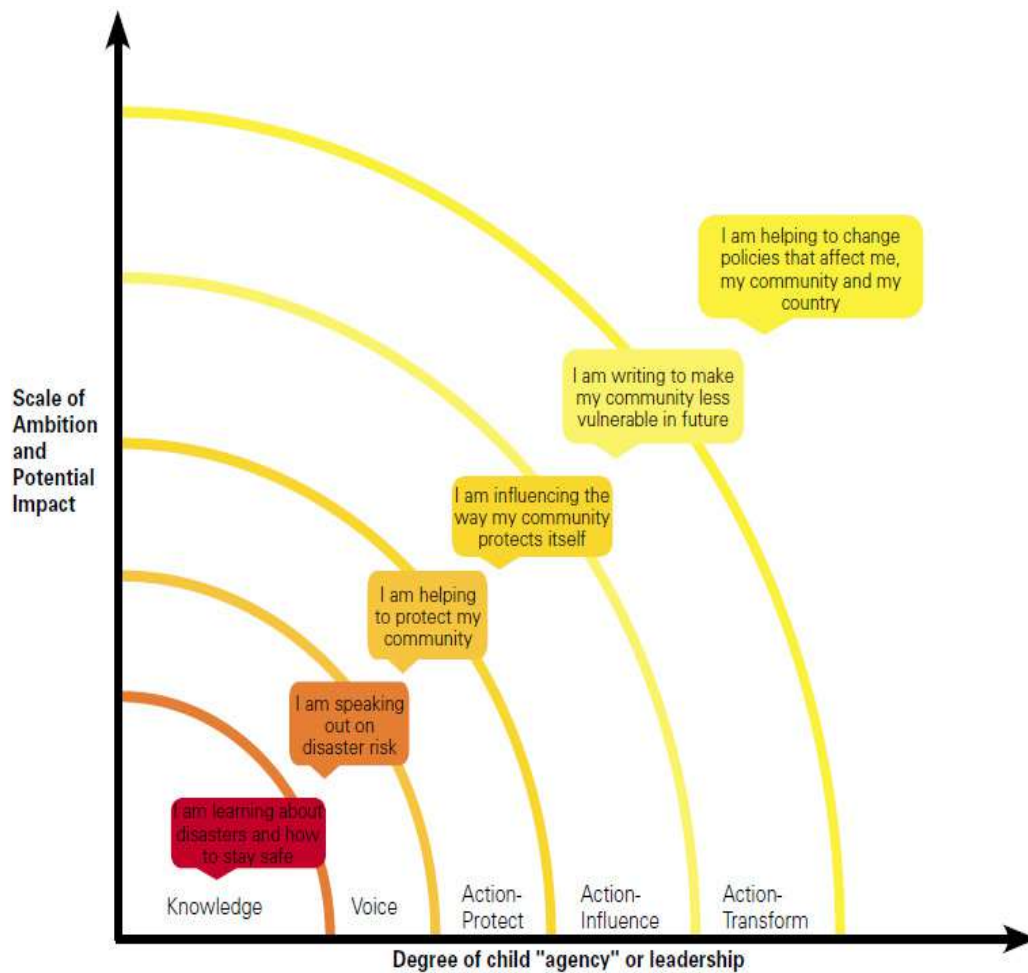 I am helping to change
policies that affect me,
my community and my
country
I am writing to make
my community less
vulnerable in future
Scale of
Ambition
and
Potential
Impact
I am influencing the
way my community
protects itself
I am helping
to protect my
community
I am speaking
out on
disaster risk
I am learning about
disasters and how
to stay safe
Knowledge
Voice
Action-
Protect
Action-
Influence
Action-
Transform
Degree of child "agency" or leadership